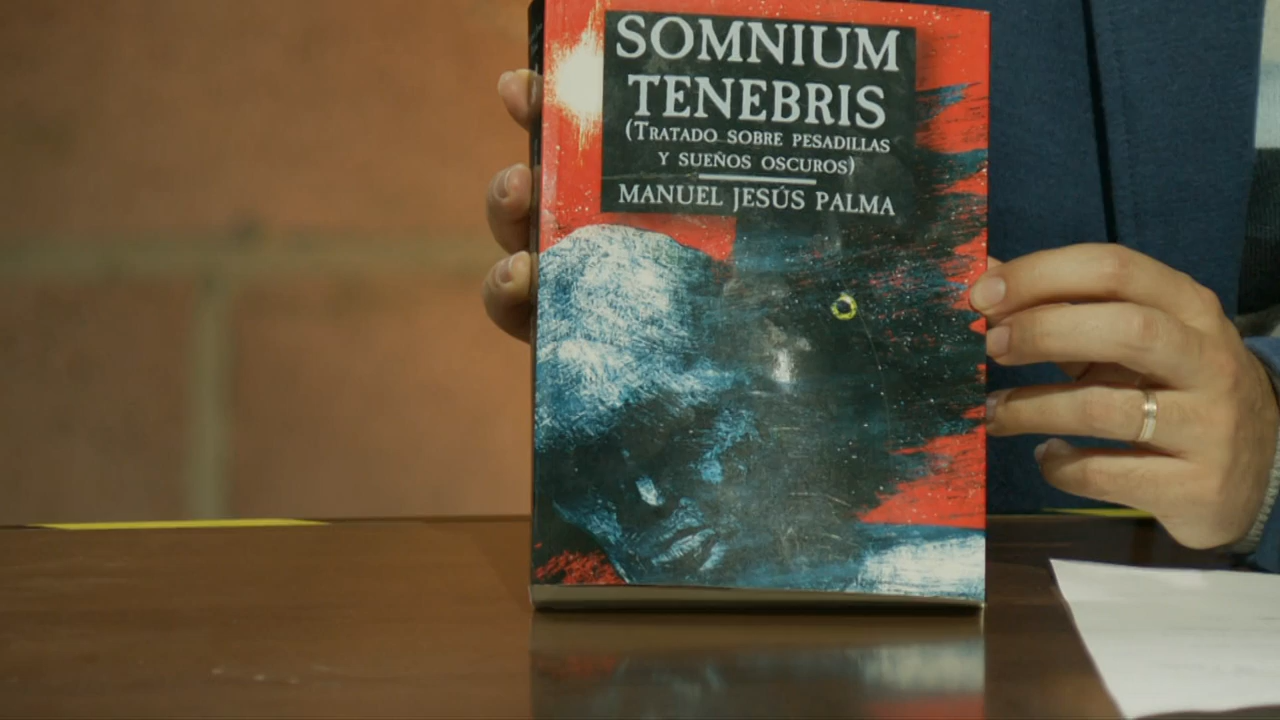 SOMNIUM
TENEBRIS
(TRATADO SOBRE PESADILLAS
Y SUEÑOS OSCUROS)
MANUEL JESÚS PALMA